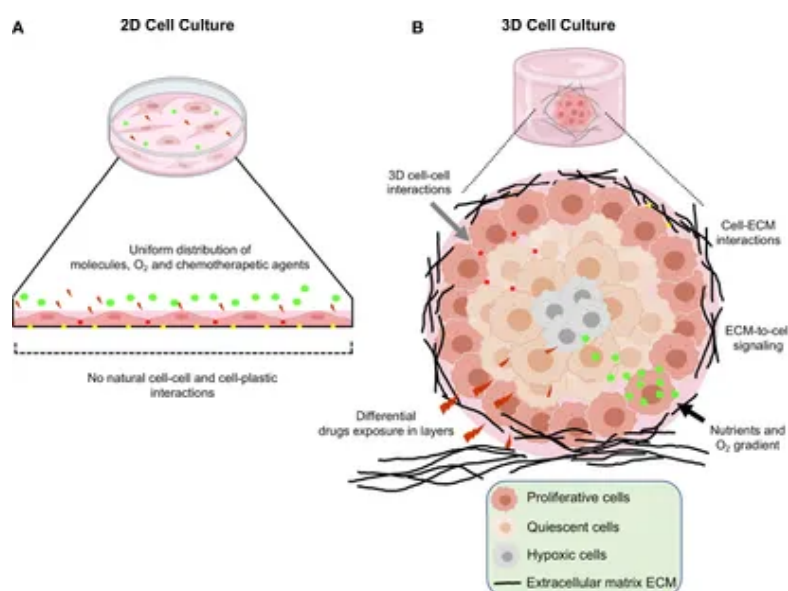 A
2D Cell Culture
Uniform distribution of
molecules, O2 and chemotherapetic agents
No natural cell-cell and cell-plastic
interactions
B
3D Cell Culture
3D cell-cell
interactions
Cell-ECM
interactions
ECM-to-cel
signaling
Differential
drugs exposure in layers
Nutrients and
O2 gradient
Proliferative cells
Quiescent cells
Hypoxic cells
Extracellular matrix ECM